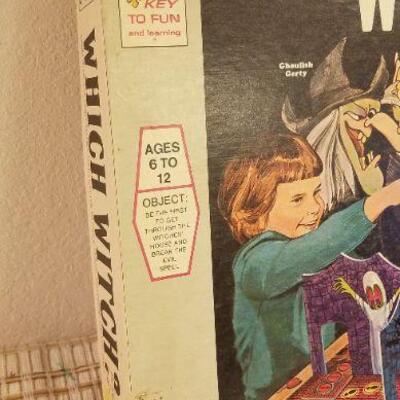 KEY
TO FUN
and learning
W
Ghoulish
Gerty
WHICH WITCH?
AGES
6 TO
12
OBJECT:
BE THE FIRST
TO GET
THROUGH THE
WITCHES'
HOUSE AND
BREAK THE
EVIL
SPELL